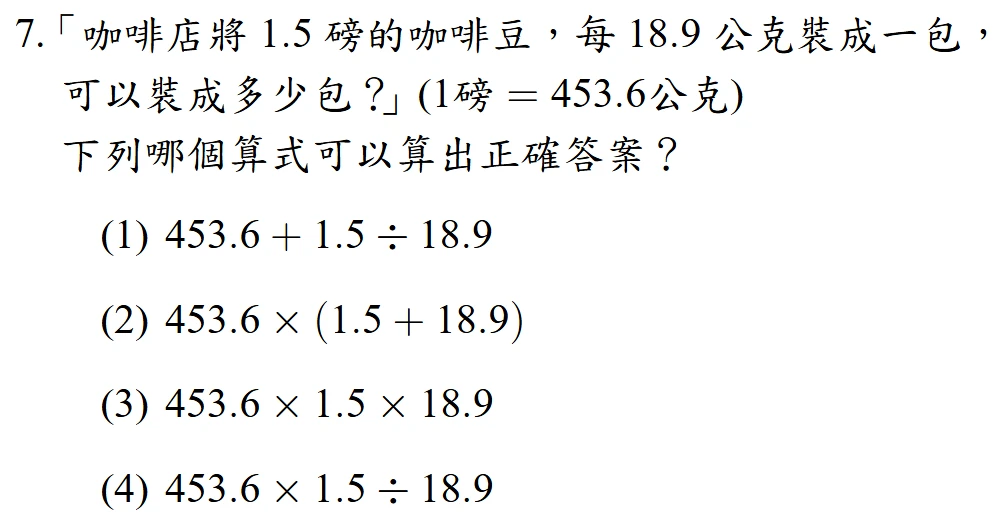 7.「咖啡店將 1.5 磅的咖啡豆，每 18.9 公克裝成一包，
可以裝成多少包？」(1磅 = 453.6公克)
下列哪個算式可以算出正確答案？
(1) 453.6 + 1.5 ÷ 18.9
(2) 453.6 × (1.5 + 18.9)
(3) 453.6 × 1.5 × 18.9
(4) 453.6 × 1.5 ÷ 18.9